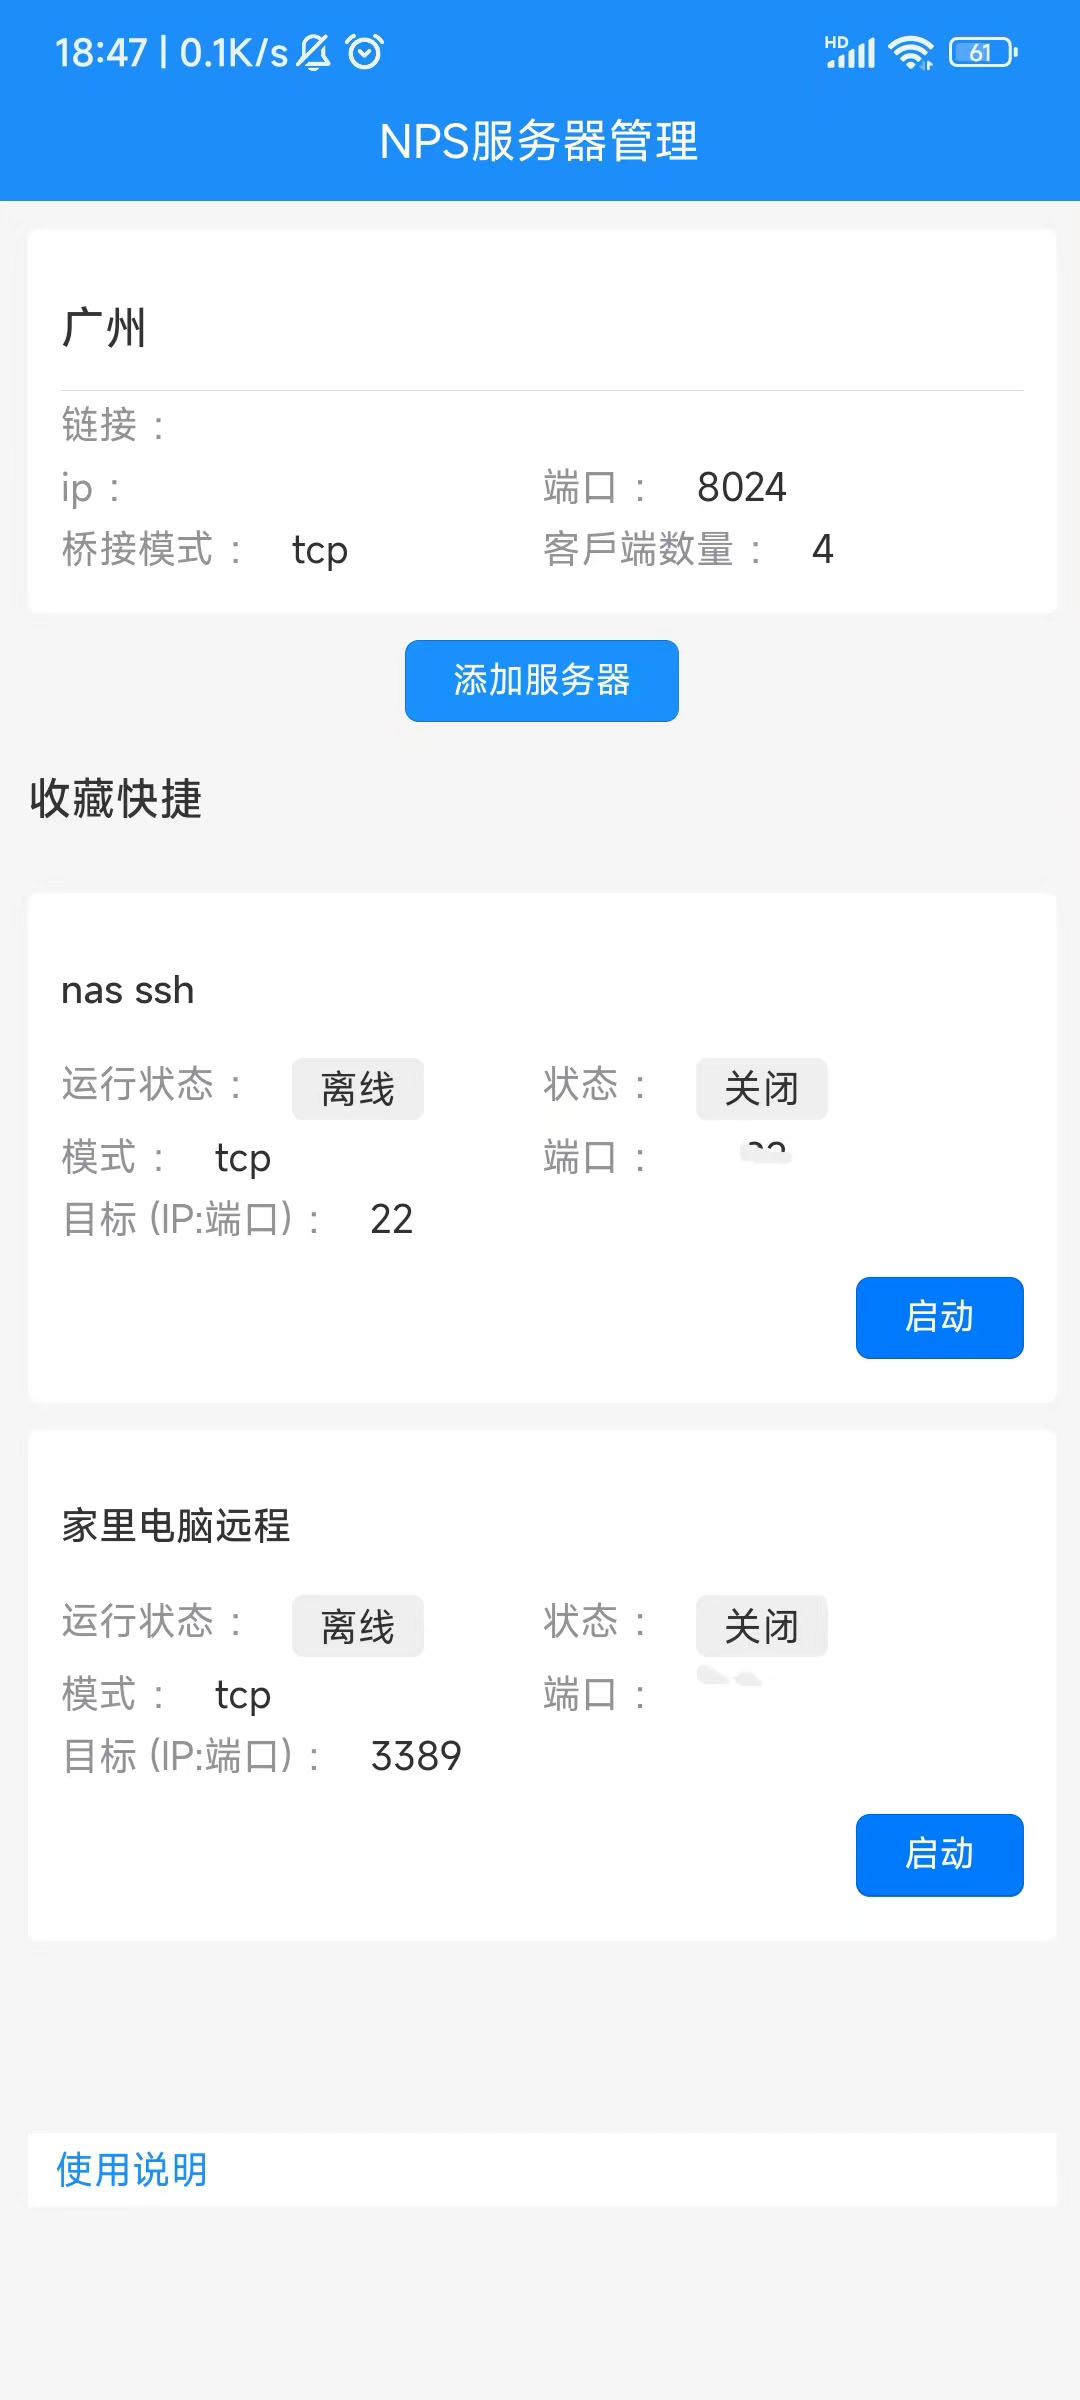 18:47 | 0.1K/s HD 61
NPS服务器管理
广州
链接：
ip： 端口： 8024
桥接模式： tcp 客户端数量： 4
添加服务器
收藏快捷
nas ssh
运行状态： 离线 状态： 关闭
模式： tcp 端口：
目标 (IP:端口)： 22
启动
家里电脑远程
运行状态： 离线 状态： 关闭
模式： tcp 端口：
目标 (IP:端口)： 3389
启动
使用说明